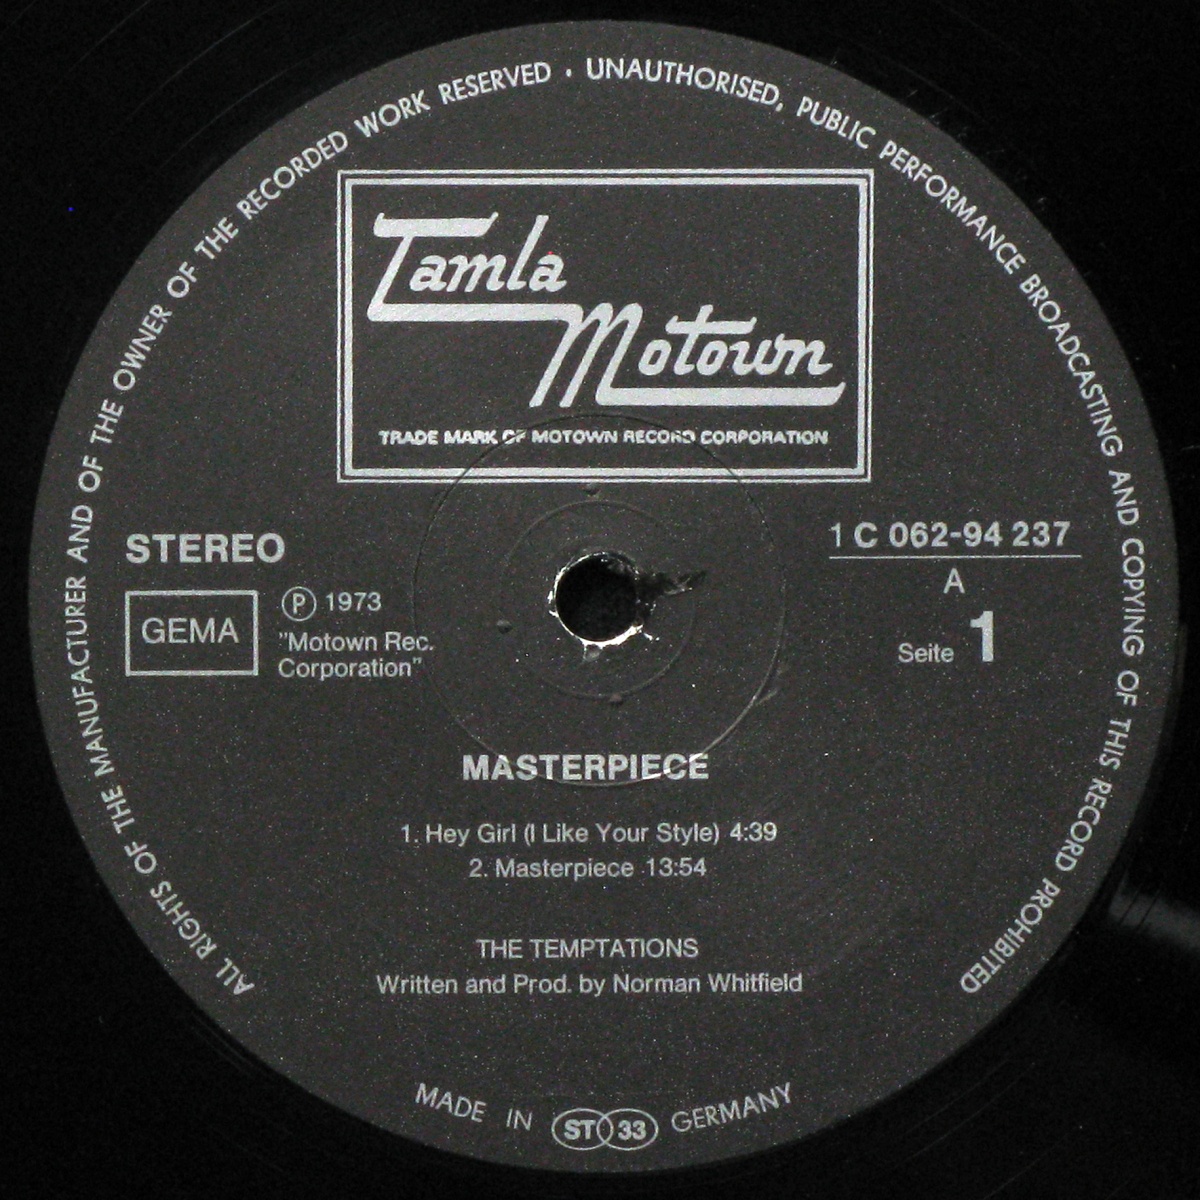 ALL RIGHTS OF THE MANUFACTURER AND OF THE OWNER OF THE RECORDED WORK RESERVED · UNAUTHORISED, PUBLIC PERFORMANCE BROADCASTING AND COPYING OF THIS RECORD PROHIBITED
Tamla
Motown
TRADE MARK OF MOTOWN RECORD CORPORATION
STEREO
GEMA
Ⓟ 1973
"Motown Rec.
Corporation"
1 C 062-94 237
A
Seite 1
MASTERPIECE
1. Hey Girl (I Like Your Style) 4:39
2. Masterpiece 13:54
THE TEMPTATIONS
Written and Prod. by Norman Whitfield
MADE IN ST 33 GERMANY